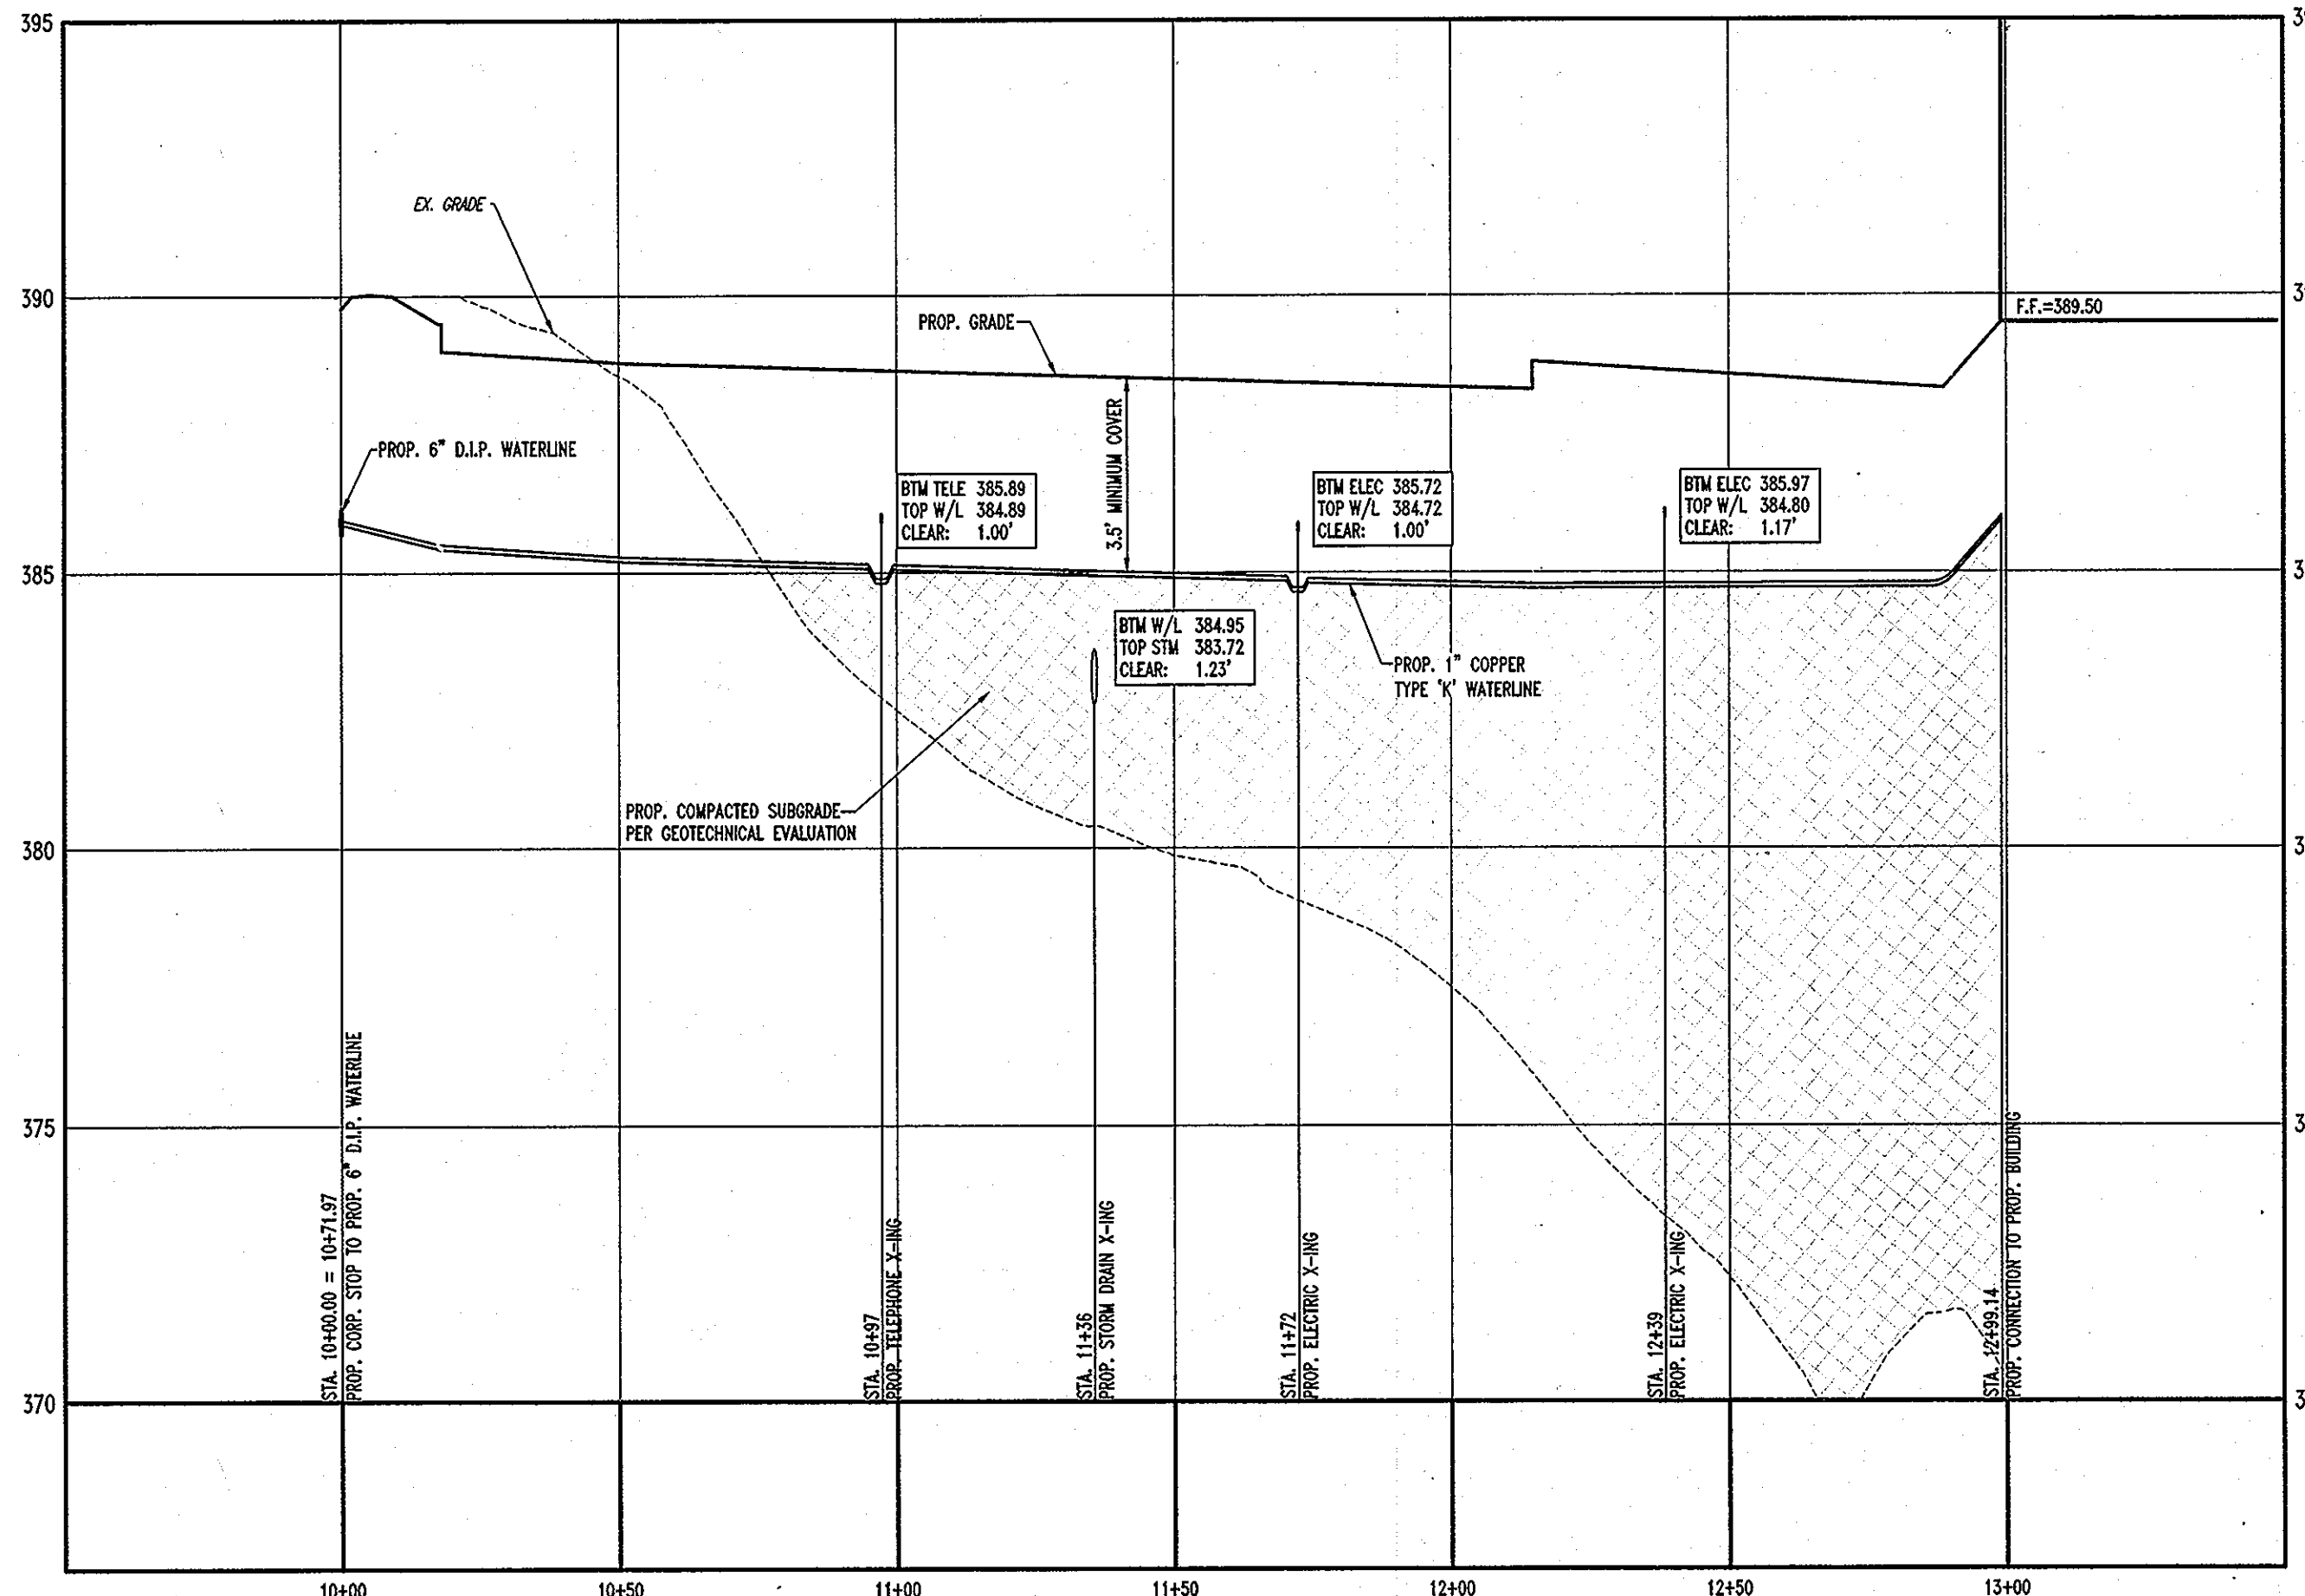 395
EX. GRADE
390
PROP. GRADE
F.F.=389.50
3.5' MINIMUM COVER
PROP. 6" D.I.P. WATERLINE
BTM TELE 385.89
TOP W/L 384.89
CLEAR: 1.00'
BTM ELEC 385.72
TOP W/L 384.72
CLEAR: 1.00'
BTM ELEC 385.97
TOP W/L 384.80
CLEAR: 1.17'
385
BTM W/L 384.95
TOP STM 383.72
CLEAR: 1.23'
PROP. 1" COPPER
TYPE 'K' WATERLINE
PROP. COMPACTED SUBGRADE
PER GEOTECHNICAL EVALUATION
380
375
STA. 10+00.00 = 10+71.97
PROP. CORP. STOP TO PROP. 6" D.I.P. WATERLINE
STA. 10+97
PROP. TELEPHONE X-ING
STA. 11+36
PROP. STORM DRAIN X-ING
STA. 11+72
PROP. ELECTRIC X-ING
STA. 12+39
PROP. ELECTRIC X-ING
STA. 12+99.14
PROP. CONNECTION TO PROP. BUILDING
370
10+00
10+50
11+00
11+50
12+00
12+50
13+00